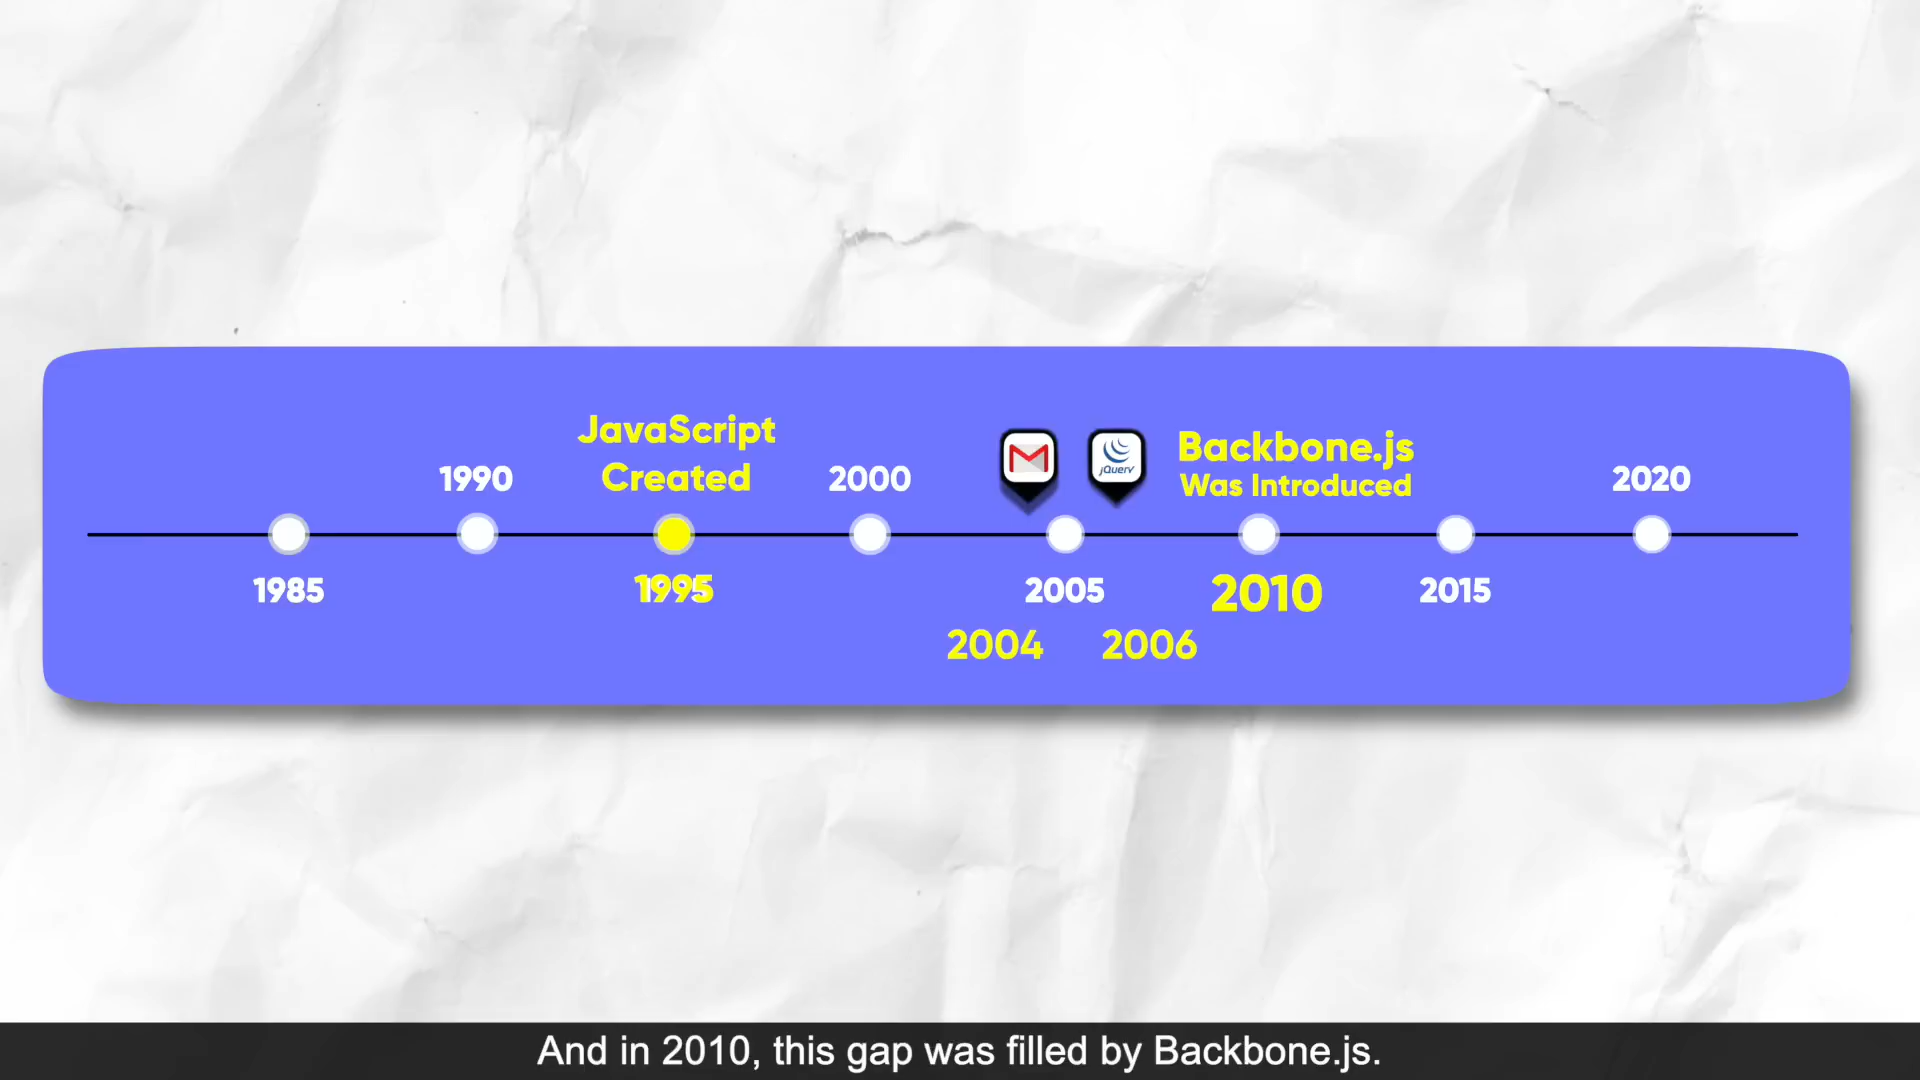 JavaScript
Created
1990
2000
jQuery
Backbone.js
Was Introduced
2020
1985
1995
2005
2010
2015
2004
2006
And in 2010, this gap was filled by Backbone.js.